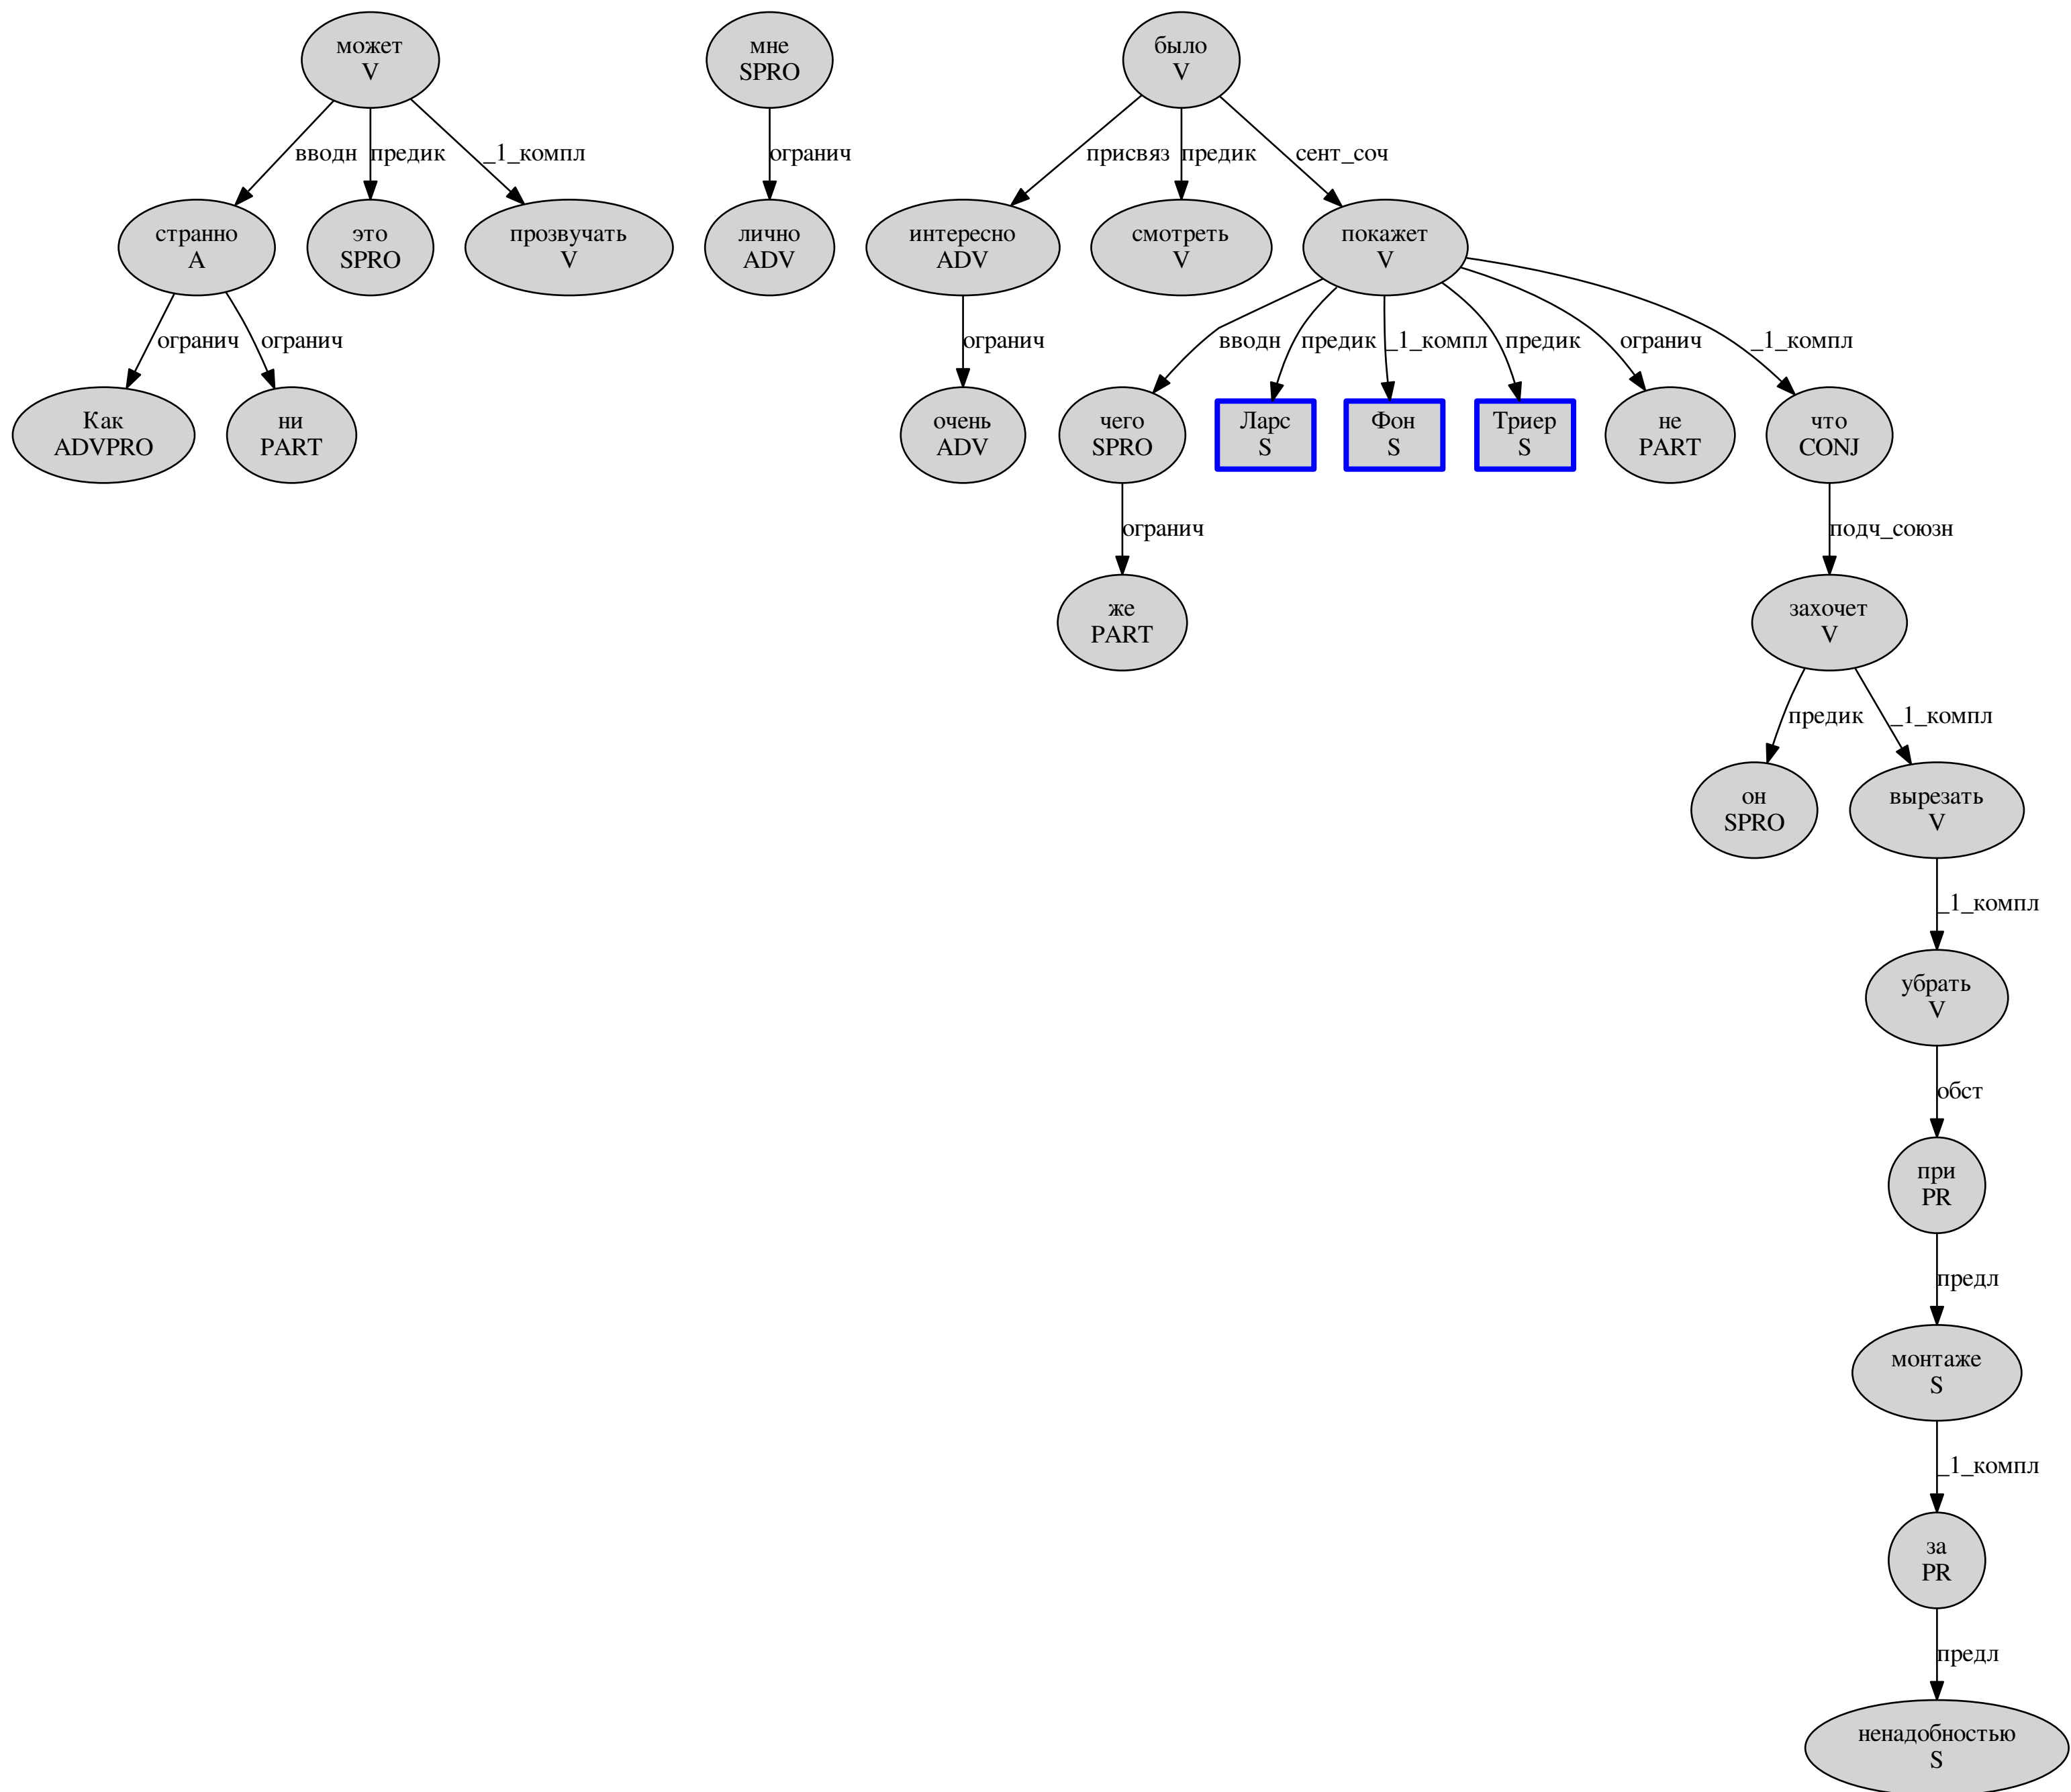 может
V
мне
SPRO
было
V
вводн
предик
_1_компл
огранич
присвяз
предик
сент_соч
странно
A
это
SPRO
прозвучать
V
лично
ADV
интересно
ADV
смотреть
V
покажет
V
огранич
огранич
огранич
вводн
предик
_1_компл
предик
огранич
_1_компл
Как
ADVPRO
ни
PART
очень
ADV
чего
SPRO
Ларс
S
Фон
S
Триер
S
не
PART
что
CONJ
огранич
подч_союзн
же
PART
захочет
V
предик
_1_компл
он
SPRO
вырезать
V
_1_компл
убрать
V
обст
при
PR
предл
монтаже
S
_1_компл
за
PR
предл
ненадобностью
S